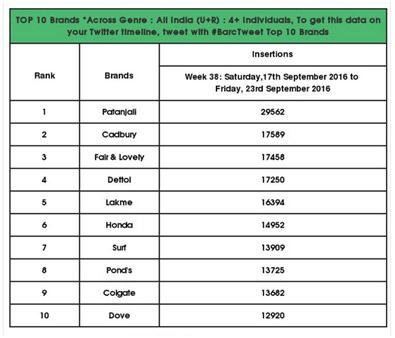 TOP 10 Brands *Across Genre : All India (U+R) : 4+ Individuals, To get this data on
your Twitter timeline, tweet with #BarcTweet Top 10 Brands
Rank Brands Insertions
Week 38: Saturday,17th September 2016 to
Friday, 23rd September 2016
1 Patanjali 29562
2 Cadbury 17589
3 Fair & Lovely 17458
4 Dettol 17250
5 Lakme 16394
6 Honda 14952
7 Surf 13909
8 Pond's 13725
9 Colgate 13682
10 Dove 12920